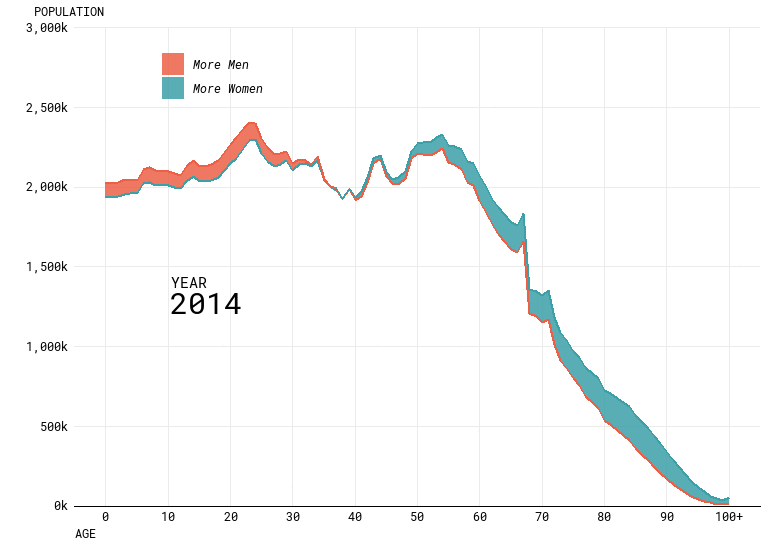 POPULATION
3,000k
More Men
More Women
2,500k
2,000k
1,500k
YEAR
2014
1,000k
500k
0k
0 10 20 30 40 50 60 70 80 90 100+
AGE